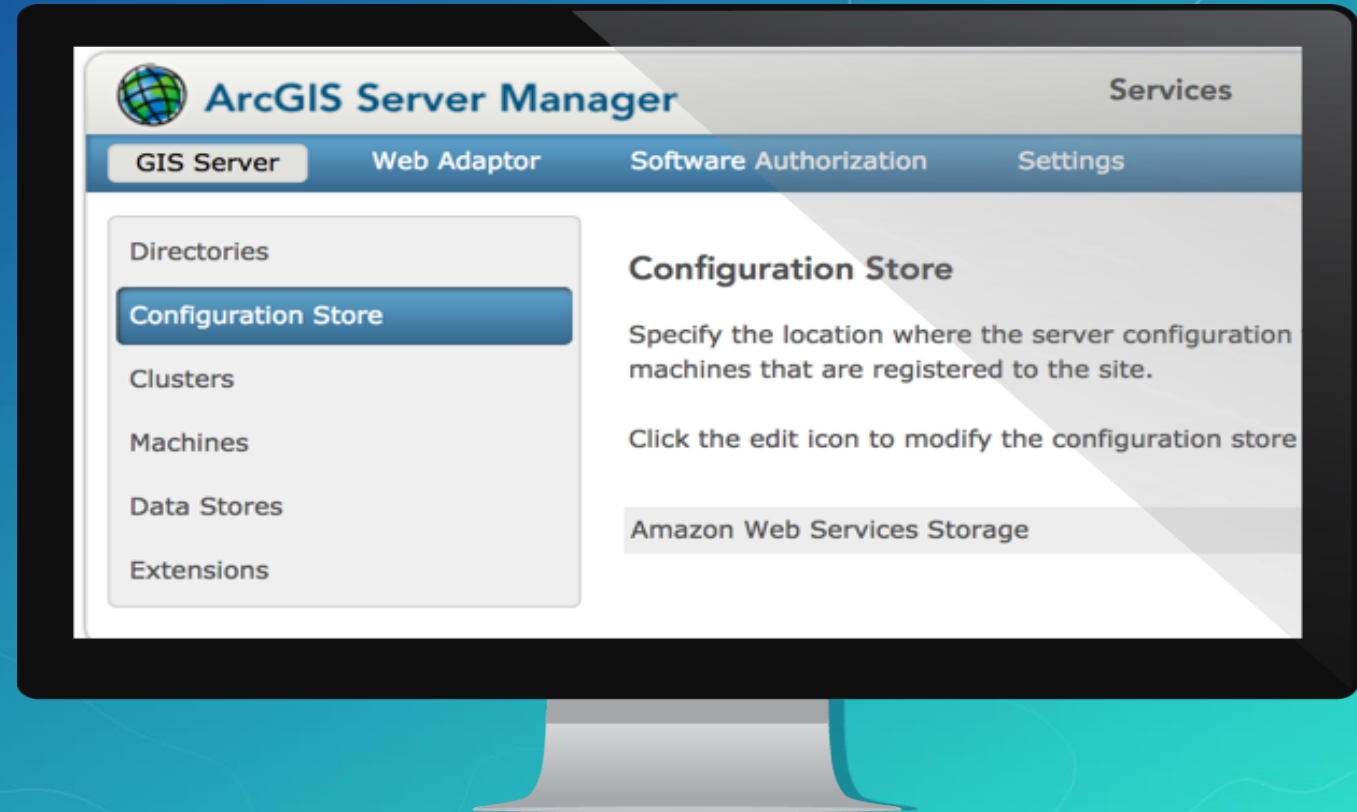 ArcGIS Server Manager
Services
GIS Server Web Adaptor Software Authorization Settings
Directories
Configuration Store
Clusters
Machines
Data Stores
Extensions
Configuration Store
Specify the location where the server configuration
machines that are registered to the site.
Click the edit icon to modify the configuration store
Amazon Web Services Storage